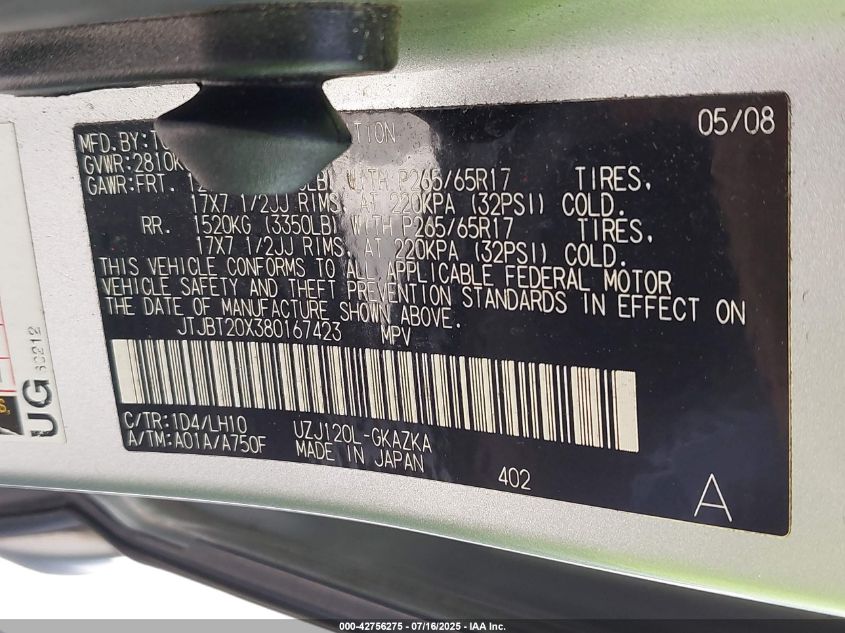 05/08
MFD.BY:TO TION
GVWR:2810K
GAWR:FRT. WITH P265/65R17 TIRES,
17X7 1/2JJ RIMS, AT 220KPA (32PSI) COLD.
RR. 1520KG (3350LB) WITH P265/65R17 TIRES,
17X7 1/2JJ RIMS, AT 220KPA (32PSI) COLD.
THIS VEHICLE CONFORMS TO ALL APPLICABLE FEDERAL MOTOR
VEHICLE SAFETY AND THEFT PREVENTION STANDARDS IN EFFECT ON
THE DATE OF MANUFACTURE SHOWN ABOVE.
JTJBT20X380167423 MPV
C/TR:1D4/LH10 UZJ120L-GKAZKA
A/TM:A01A/A750F MADE IN JAPAN
402
A
UG
000-42756275 - 07/16/2025 - IAA Inc.